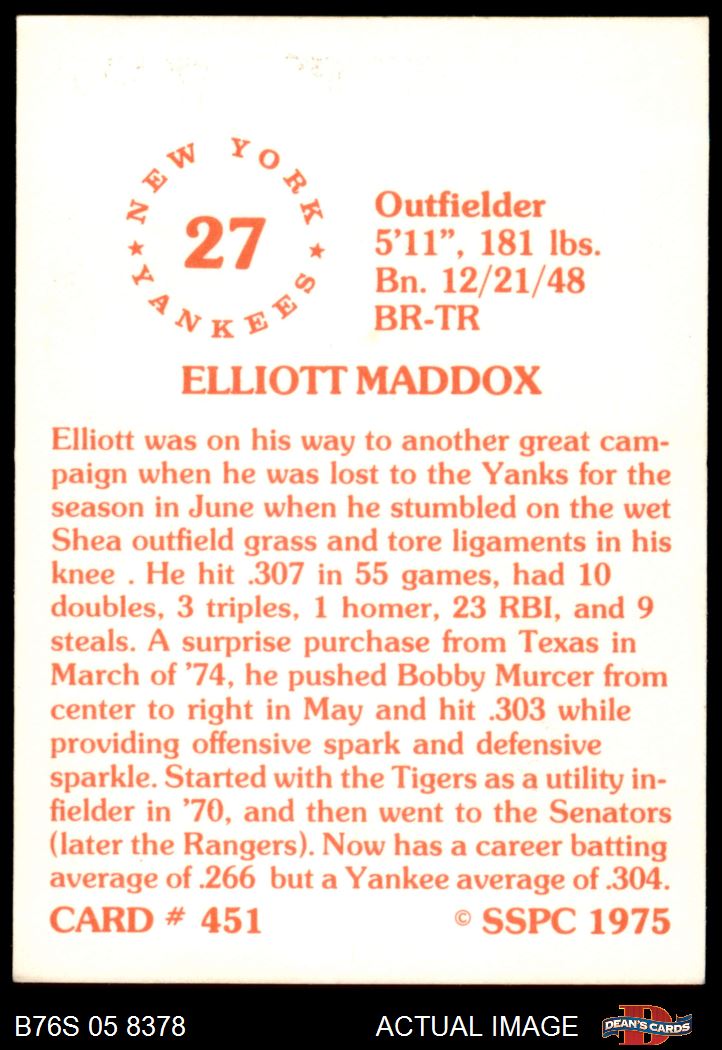 NEW YORK
27
★ YANKEES ★
Outfielder
5'11", 181 lbs.
Bn. 12/21/48
BR-TR
ELLIOTT MADDOX
Elliott was on his way to another great cam-
paign when he was lost to the Yanks for the
season in June when he stumbled on the wet
Shea outfield grass and tore ligaments in his
knee . He hit .307 in 55 games, had 10
doubles, 3 triples, 1 homer, 23 RBI, and 9
steals. A surprise purchase from Texas in
March of '74, he pushed Bobby Murcer from
center to right in May and hit .303 while
providing offensive spark and defensive
sparkle. Started with the Tigers as a utility in-
fielder in '70, and then went to the Senators
(later the Rangers). Now has a career batting
average of .266 but a Yankee average of .304.
CARD # 451 © SSPC 1975
B76S 05 8378 ACTUAL IMAGE D DEAN'S CARDS